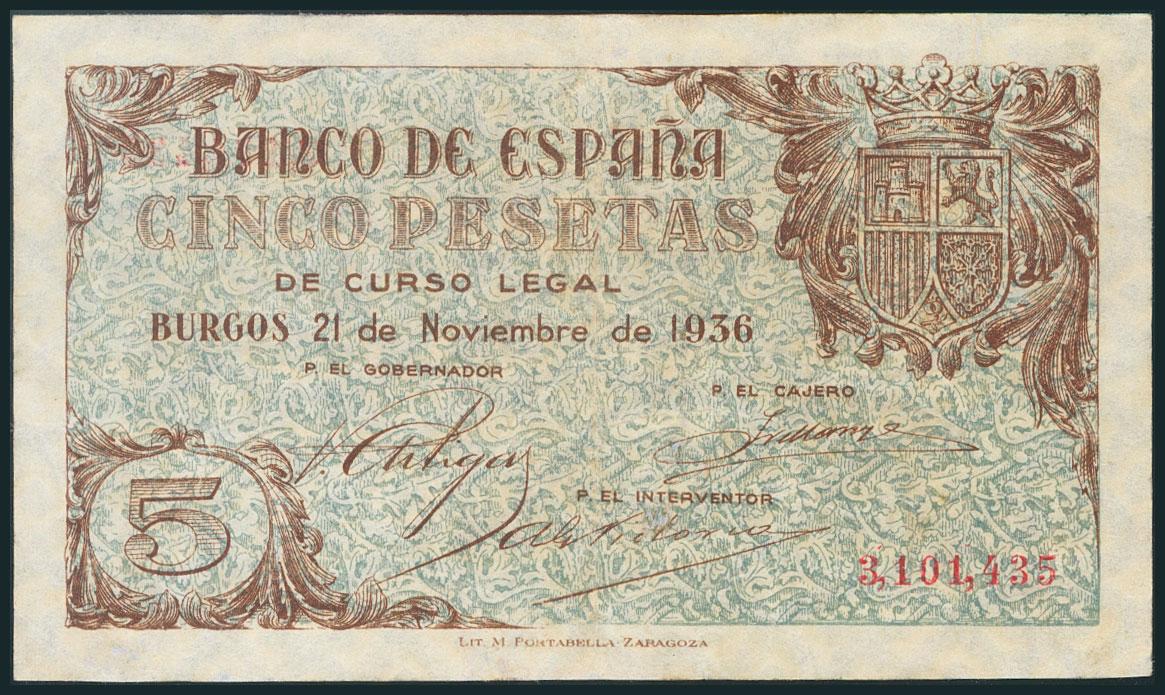 BANCO DE ESPAÑA
CINCO PESETAS
DE CURSO LEGAL
BURGOS 21 de Noviembre de 1936
P. EL GOBERNADOR
P. EL CAJERO
P. EL INTERVENTOR
5
3,101,435
LIT. M. PORTABELLA-ZARAGOZA